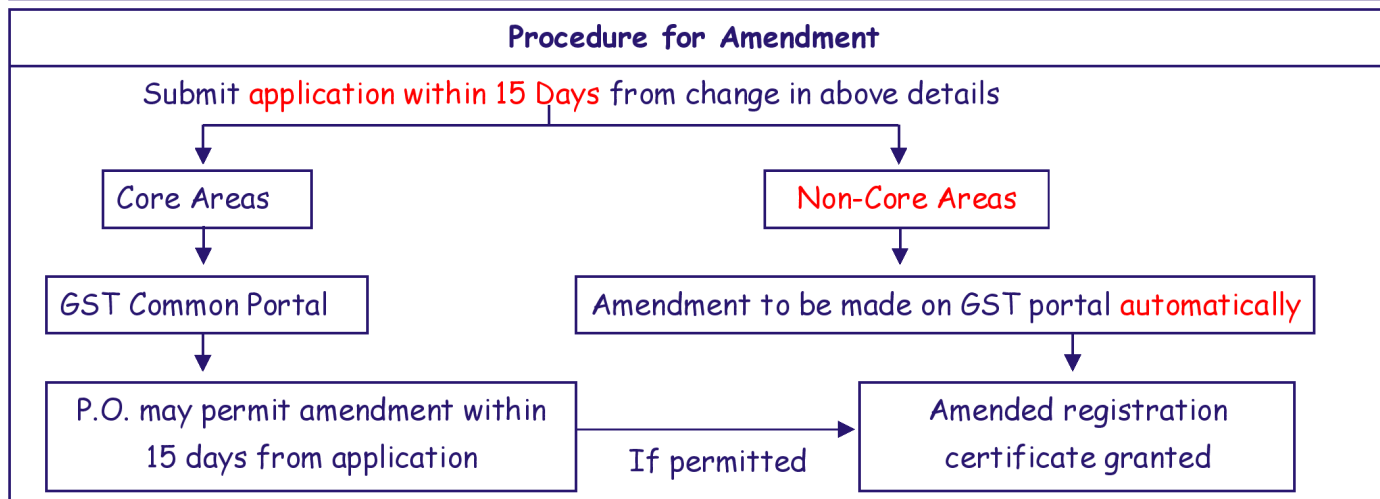 Procedure for Amendment
Submit application within 15 Days from change in above details
Core Areas
Non-Core Areas
GST Common Portal
Amendment to be made on GST portal automatically
P.O. may permit amendment within
15 days from application
If permitted
Amended registration
certificate granted